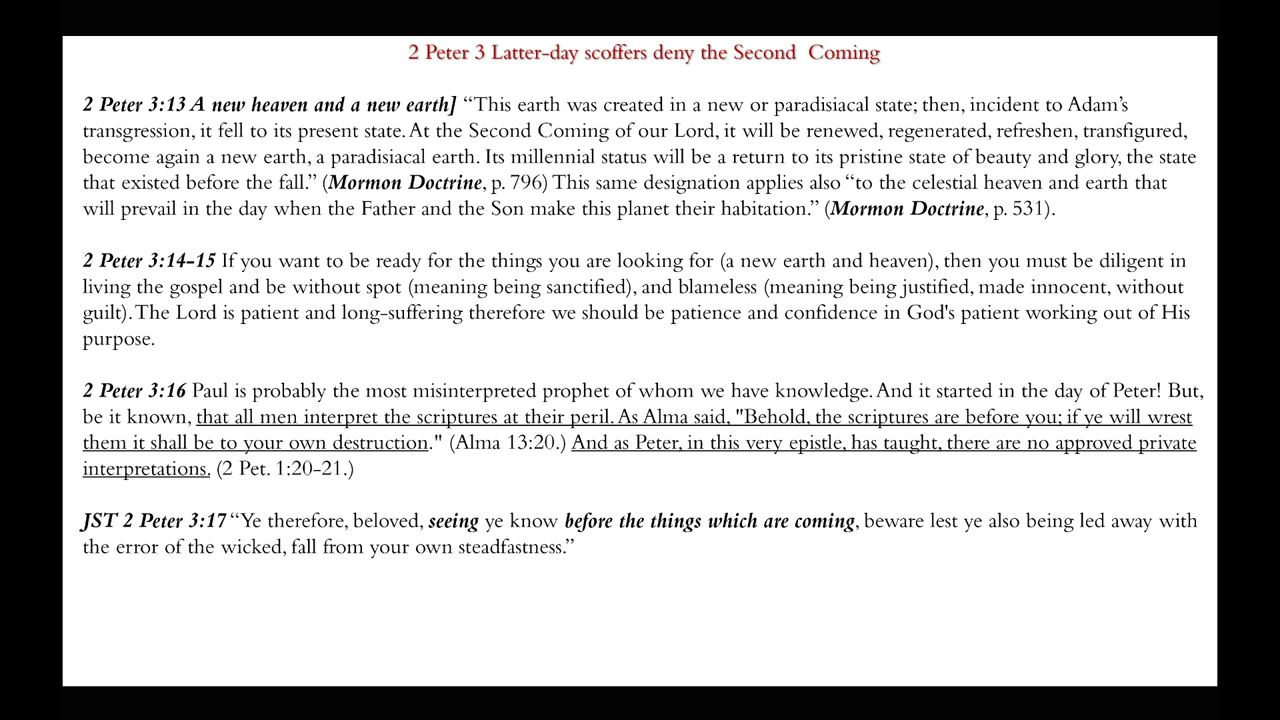 2 Peter 3 Latter-day scoffers deny the Second  Coming
2 Peter 3:13 A new heaven and a new earth] “This earth was created in a new or paradisiacal state; then, incident to Adam’s
transgression, it fell to its present state. At the Second Coming of our Lord, it will be renewed, regenerated, refreshen, transfigured,
become again a new earth, a paradisiacal earth. Its millennial status will be a return to its pristine state of beauty and glory, the state
that existed before the fall.” (Mormon Doctrine, p. 796) This same designation applies also “to the celestial heaven and earth that
will prevail in the day when the Father and the Son make this planet their habitation.” (Mormon Doctrine, p. 531).
2 Peter 3:14-15 If you want to be ready for the things you are looking for (a new earth and heaven), then you must be diligent in
living the gospel and be without spot (meaning being sanctified), and blameless (meaning being justified, made innocent, without
guilt). The Lord is patient and long-suffering therefore we should be patience and confidence in God's patient working out of His
purpose.
2 Peter 3:16 Paul is probably the most misinterpreted prophet of whom we have knowledge. And it started in the day of Peter! But,
be it known, that all men interpret the scriptures at their peril. As Alma said, "Behold, the scriptures are before you; if ye will wrest
them it shall be to your own destruction." (Alma 13:20.) And as Peter, in this very epistle, has taught, there are no approved private
interpretations. (2 Pet. 1:20-21.)
JST 2 Peter 3:17 “Ye therefore, beloved, seeing ye know before the things which are coming, beware lest ye also being led away with
the error of the wicked, fall from your own steadfastness.”